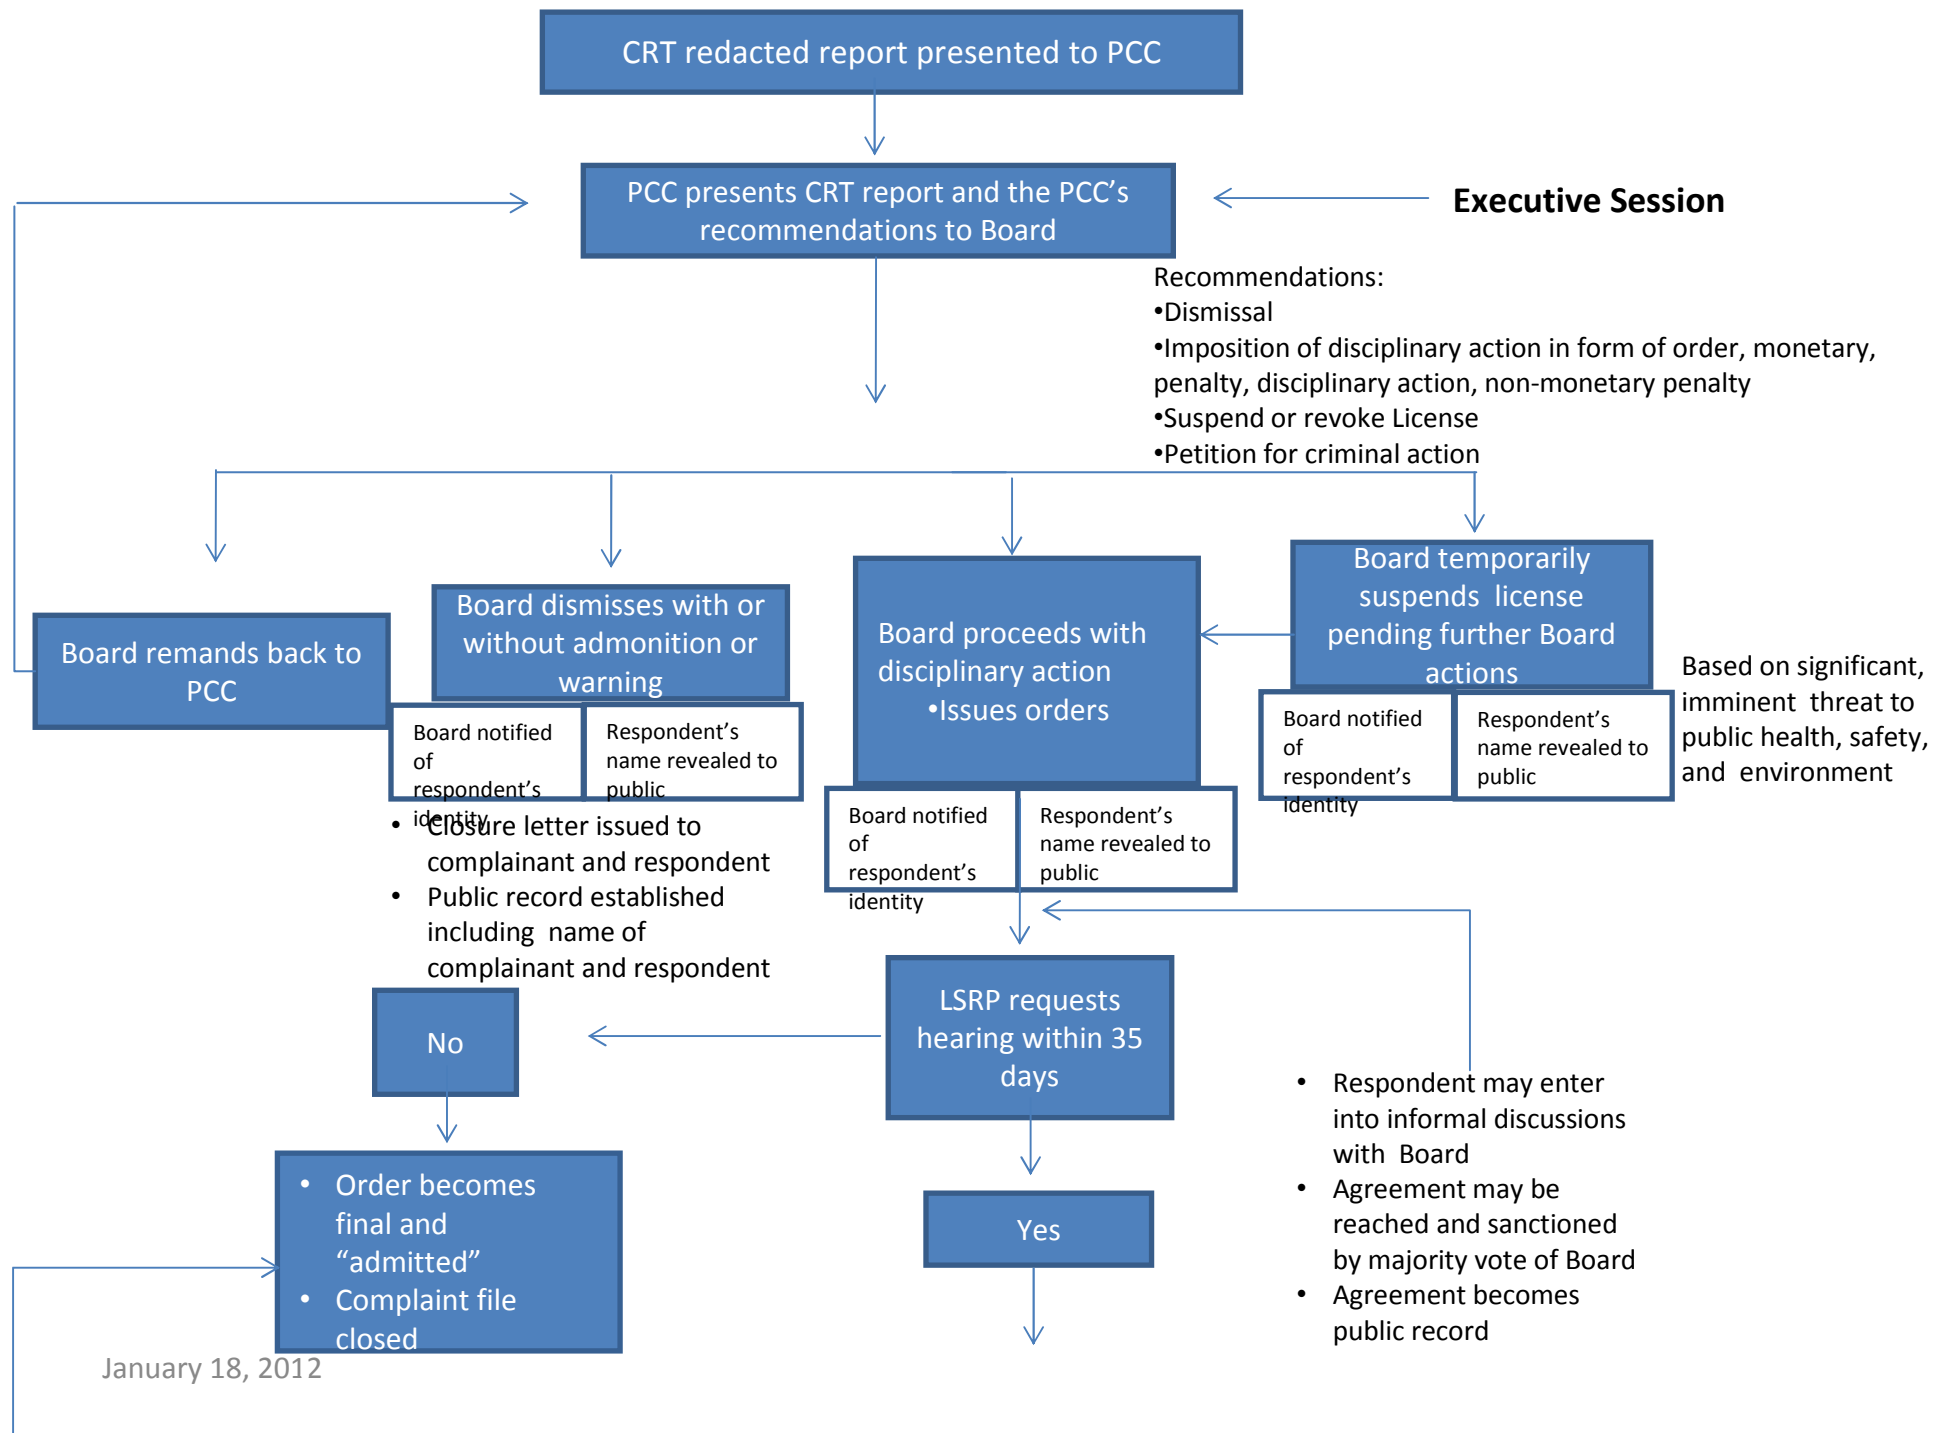 CRT redacted report presented to PCC
PCC presents CRT report and the PCC’s
recommendations to Board
Executive Session
Recommendations:
•Dismissal
•Imposition of disciplinary action in form of order, monetary,
penalty, disciplinary action, non-monetary penalty
•Suspend or revoke License
•Petition for criminal action
Board remands back to
PCC
Board dismisses with or
without admonition or
warning
Board notified
of
respondent’s
identity
Respondent’s
name revealed to
public
• Closure letter issued to
complainant and respondent
• Public record established
including name of
complainant and respondent
Board proceeds with
disciplinary action
•Issues orders
Board notified
of
respondent’s
identity
Respondent’s
name revealed to
public
Board temporarily
suspends license
pending further Board
actions
Board notified
of
respondent’s
identity
Respondent’s
name revealed to
public
Based on significant,
imminent threat to
public health, safety,
and environment
LSRP requests
hearing within 35
days
No
Yes
• Order becomes
final and
“admitted”
• Complaint file
closed
• Respondent may enter
into informal discussions
with Board
• Agreement may be
reached and sanctioned
by majority vote of Board
• Agreement becomes
public record
January 18, 2012